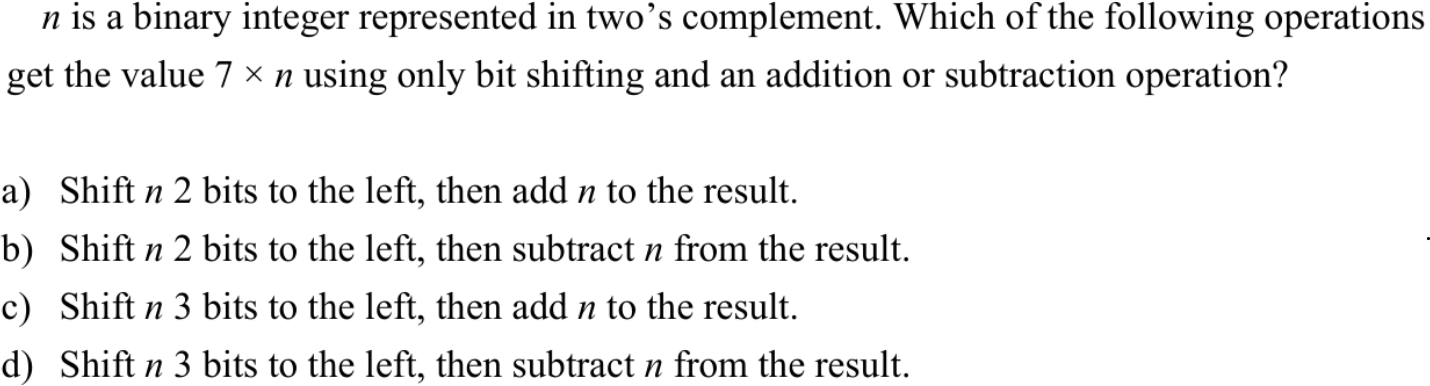 n is a binary integer represented in two’s complement. Which of the following operations
get the value 7 × n using only bit shifting and an addition or subtraction operation?
a) Shift n 2 bits to the left, then add n to the result.
b) Shift n 2 bits to the left, then subtract n from the result.
c) Shift n 3 bits to the left, then add n to the result.
d) Shift n 3 bits to the left, then subtract n from the result.